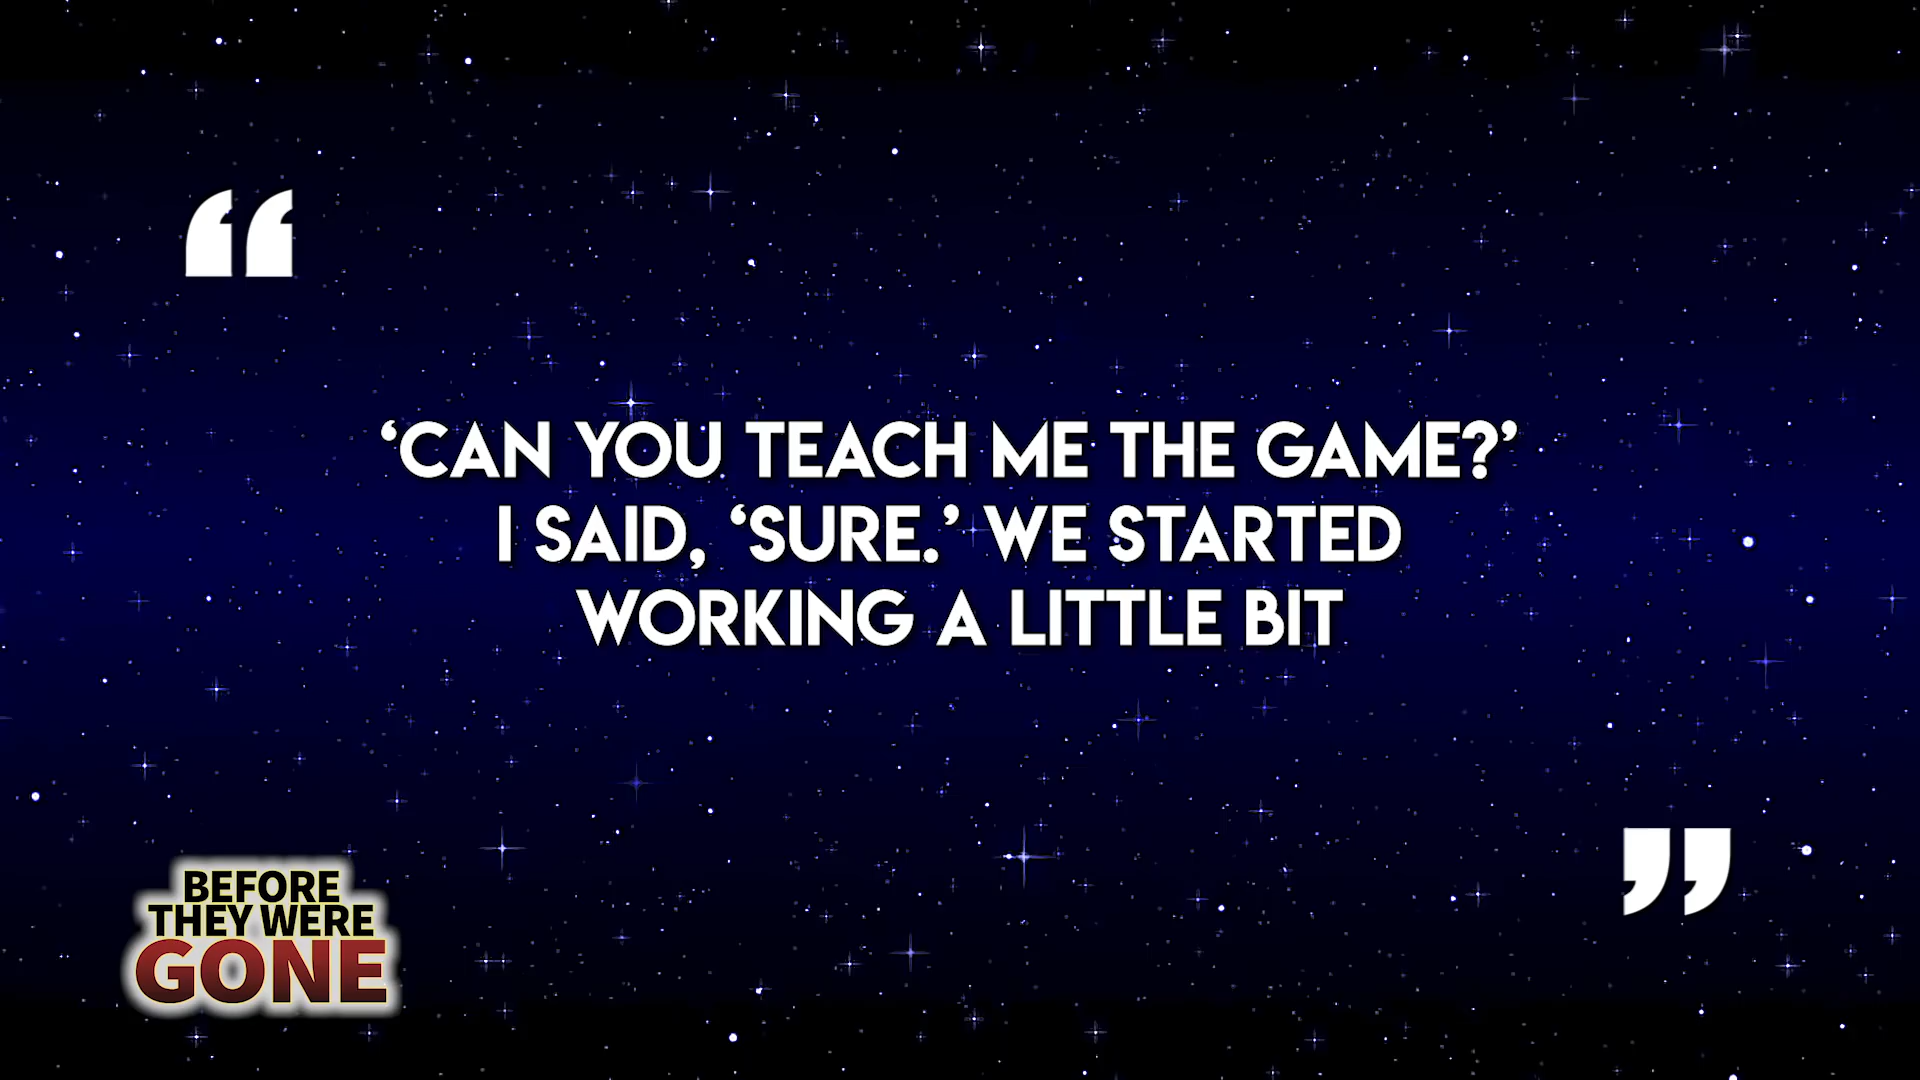 “
‘CAN YOU TEACH ME THE GAME?’
I SAID, ‘SURE.’ WE STARTED
WORKING A LITTLE BIT
”
BEFORE
THEY WERE
GONE